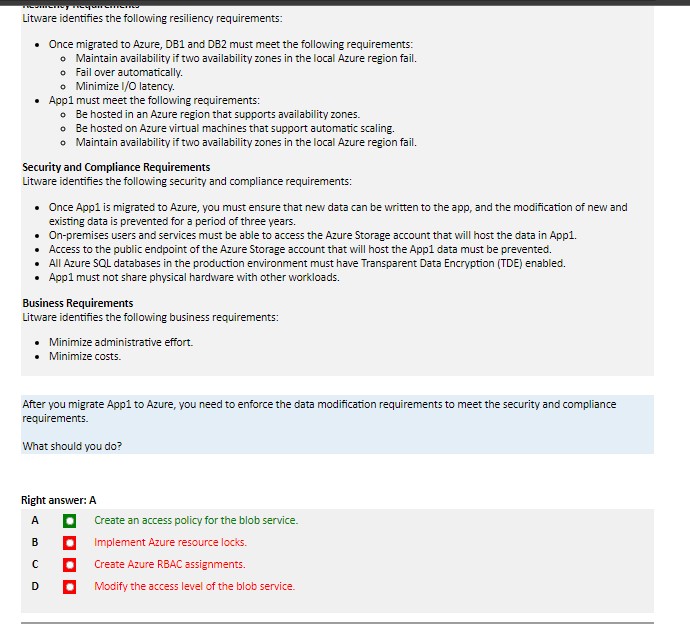 Litware identifies the following resiliency requirements:
• Once migrated to Azure, DB1 and DB2 must meet the following requirements:
o Maintain availability if two availability zones in the local Azure region fail.
o Fail over automatically.
o Minimize I/O latency.
• App1 must meet the following requirements:
o Be hosted in an Azure region that supports availability zones.
o Be hosted on Azure virtual machines that support automatic scaling.
o Maintain availability if two availability zones in the local Azure region fail.
Security and Compliance Requirements
Litware identifies the following security and compliance requirements:
• Once App1 is migrated to Azure, you must ensure that new data can be written to the app, and the modification of new and
existing data is prevented for a period of three years.
• On-premises users and services must be able to access the Azure Storage account that will host the data in App1.
• Access to the public endpoint of the Azure Storage account that will host the App1 data must be prevented.
• All Azure SQL databases in the production environment must have Transparent Data Encryption (TDE) enabled.
• App1 must not share physical hardware with other workloads.
Business Requirements
Litware identifies the following business requirements:
• Minimize administrative effort.
• Minimize costs.
After you migrate App1 to Azure, you need to enforce the data modification requirements to meet the security and compliance
requirements.
What should you do?
Right answer: A
A Create an access policy for the blob service.
B Implement Azure resource locks.
C Create Azure RBAC assignments.
D Modify the access level of the blob service.